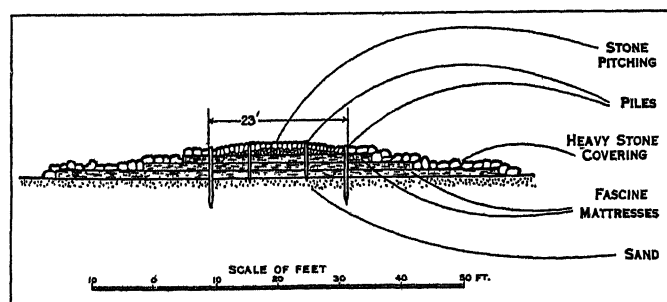 STONE
PITCHING
23'
PILES
HEAVY STONE
COVERING
FASCINE
MATTRESSES
SAND
SCALE OF FEET
10 0 10 20 30 40 50 FT.